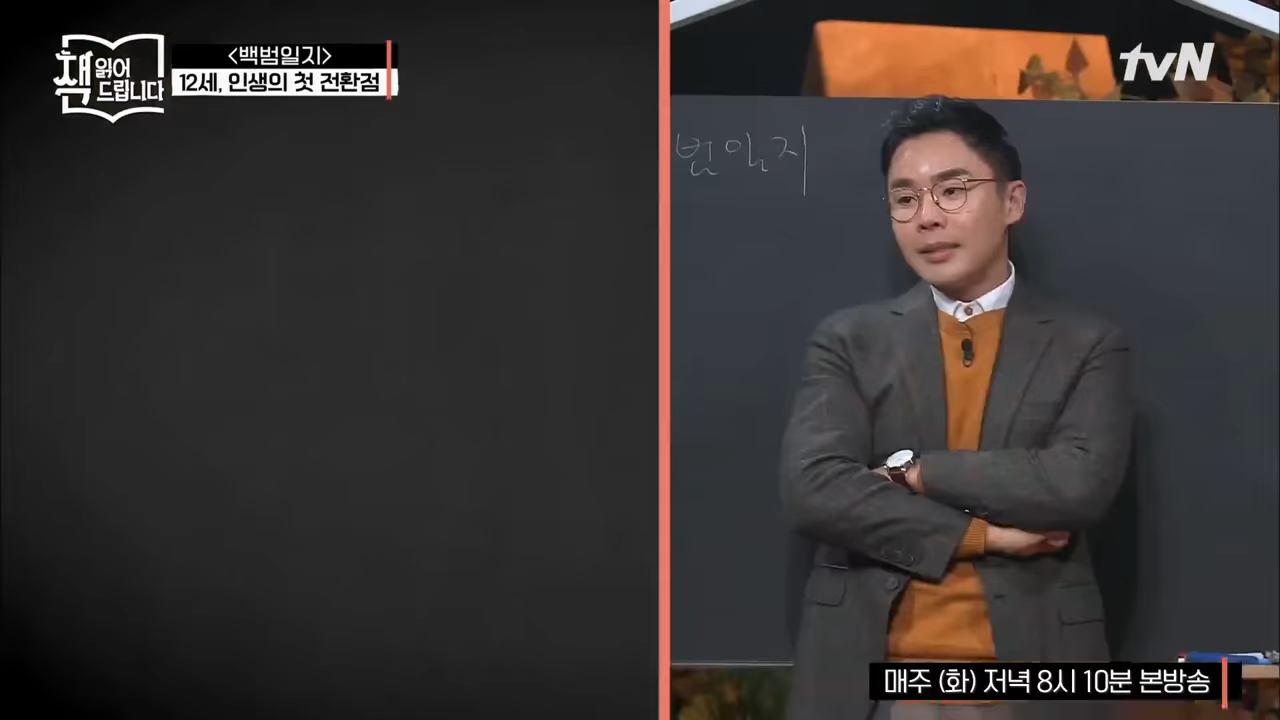 책 읽어
드립니다
<백범일지>
12세, 인생의 첫 전환점
tvN
범일지
매주 (화) 저녁 8시 10분 본방송